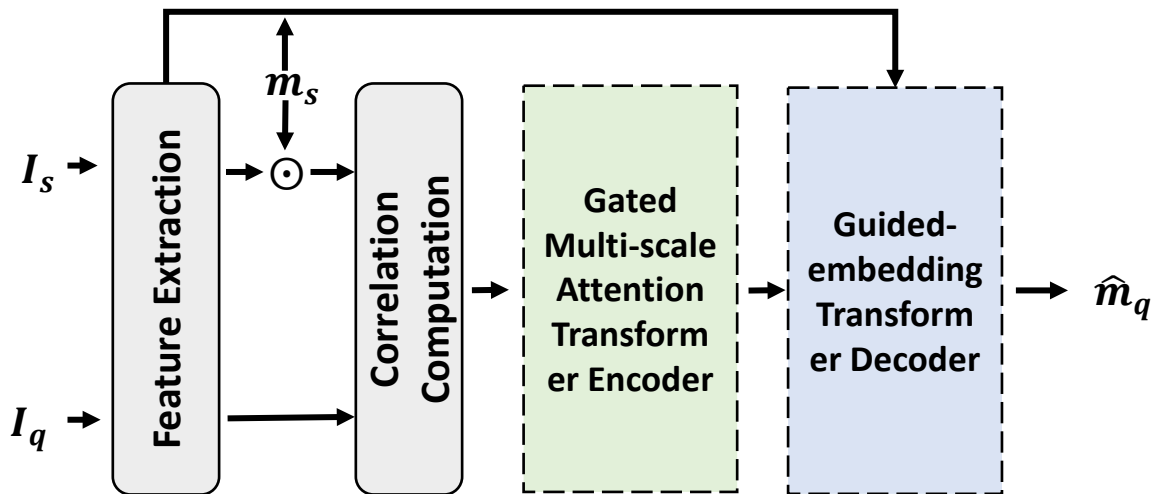 m_s
I_s
I_q
Feature Extraction
⊙
Correlation
Computation
Gated
Multi-scale
Attention
Transform
er Encoder
Guided-
embedding
Transform
er Decoder
m̂_q